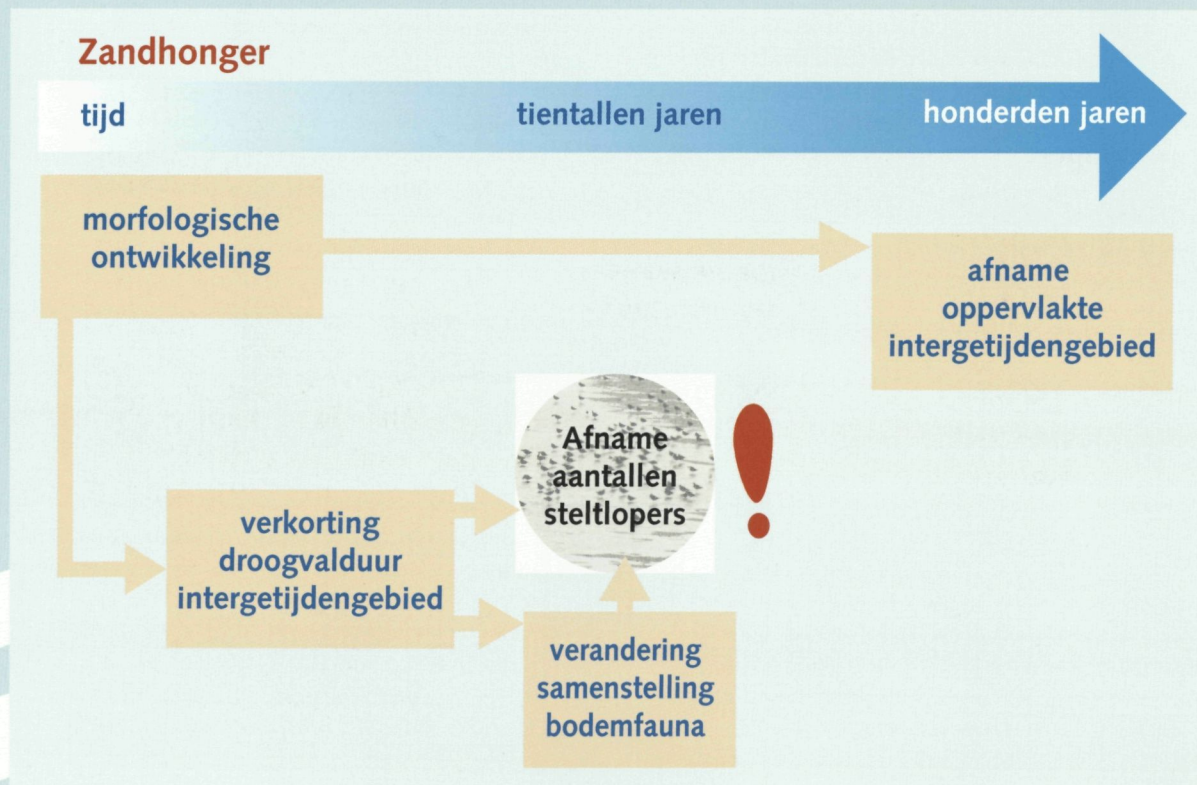 Zandhonger
tijd
tientallen jaren
honderden jaren
morfologische
ontwikkeling
afname
oppervlakte
intergetijdengebied
Afname
aantallen
steltlopers
!
verkorting
droogvalduur
intergetijdengebied
verandering
samenstelling
bodemfauna